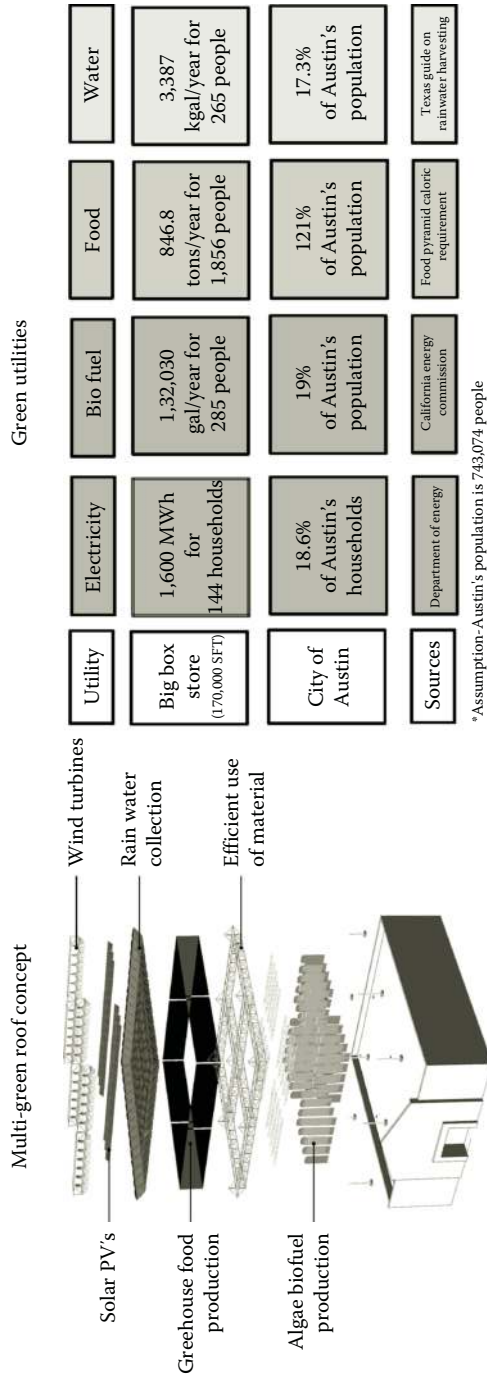 Multi-green roof concept
Solar PV's
Greehouse food
production
Algae biofuel
production
Wind turbines
Rain water
collection
Efficient use
of material
Green utilities
Utility
Electricity
Bio fuel
Food
Water
Big box
store
(170,000 SFT)
1,600 MWh
for
144 households
1,32,030
gal/year for
285 people
846.8
tons/year for
1,856 people
3,387
kgal/year for
265 people
City of
Austin
18.6%
of Austin's
households
19%
of Austin's
population
121%
of Austin's
population
17.3%
of Austin's
population
Sources
Department of energy
California energy
commission
Food pyramid caloric
requirement
Texas guide on
rainwater harvesting
*Assumption-Austin's population is 743,074 people